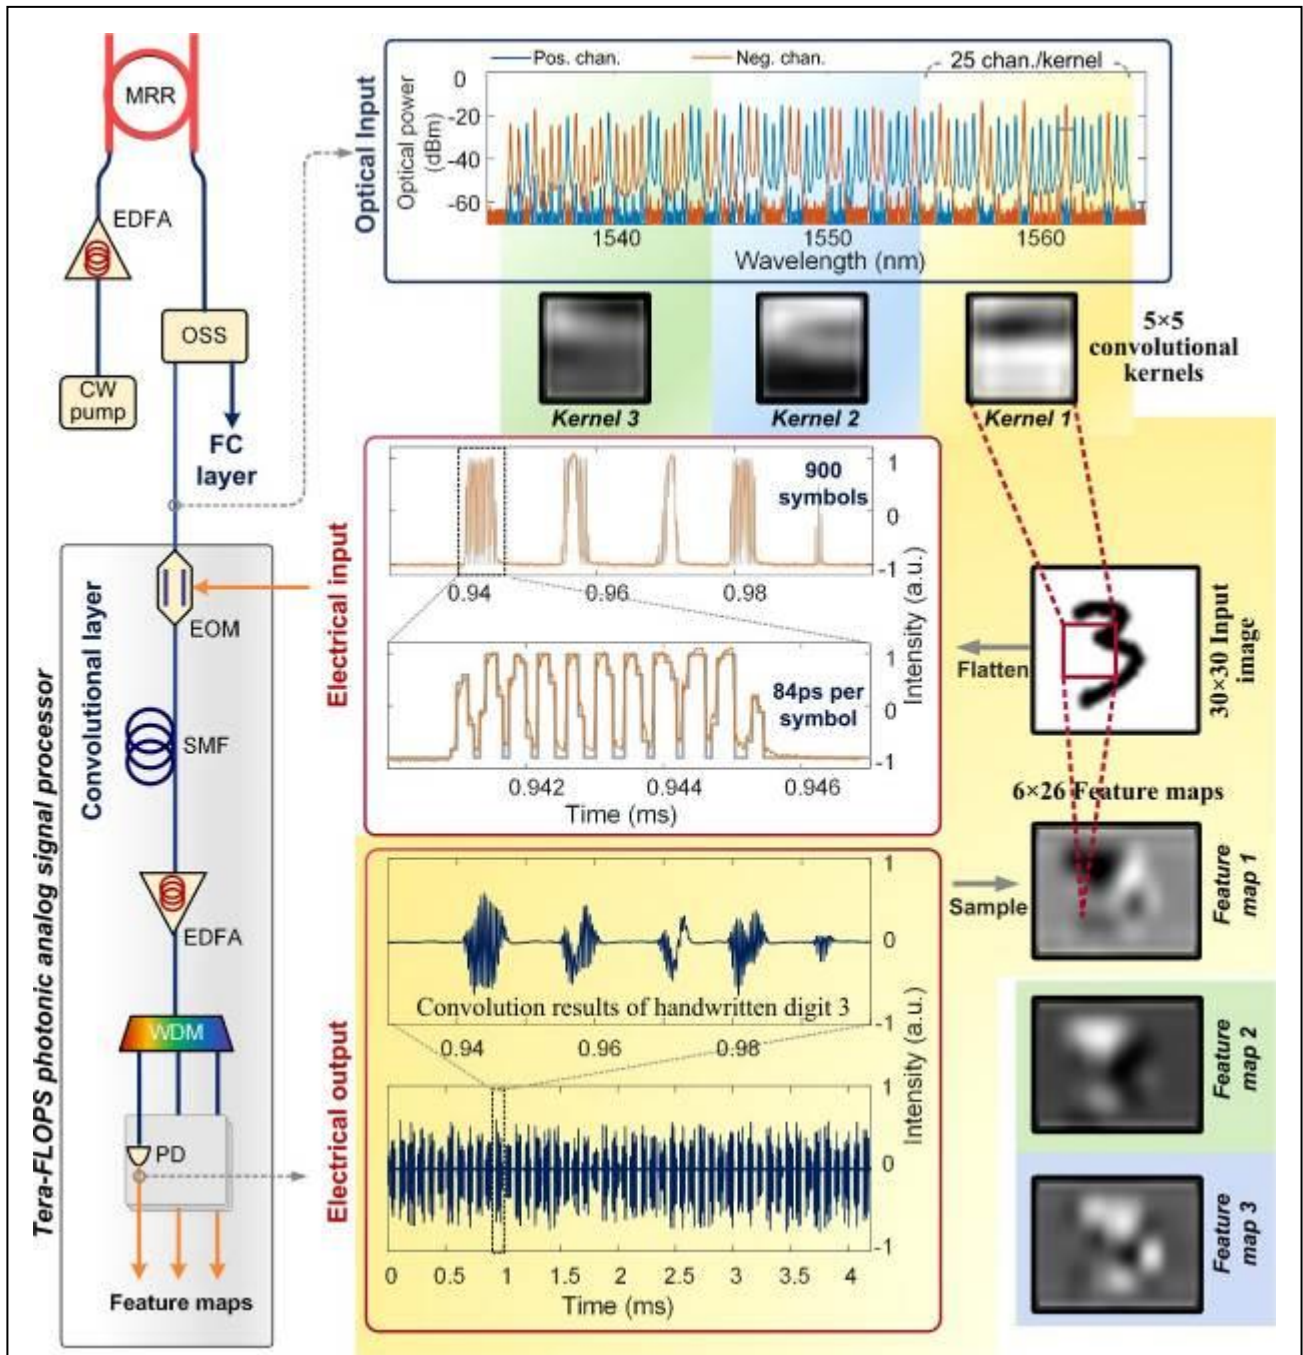 MRR
EDFA
OSS
CW
pump
FC
layer
Optical Input
Pos. chan.
Neg. chan.
25 chan./kernel
Optical power
(dBm)
0
-20
-40
-60
1540
1550
1560
Wavelength (nm)
Kernel 3
Kernel 2
Kernel 1
5×5
convolutional
kernels
Tera-FLOPS photonic analog signal processor
Convolutional layer
EOM
SMF
EDFA
WDM
PD
Feature maps
Electrical input
900
symbols
1
0
-1
0.94
0.96
0.98
Intensity (a.u.)
84ps per
symbol
1
0
-1
0.942
0.944
0.946
Time (ms)
Flatten
30×30 Input
image
6×26 Feature maps
Electrical output
1
0
-1
Convolution results of handwritten digit 3
0.94
0.96
0.98
Intensity (a.u.)
1
0
-1
0
0.5
1
1.5
2
2.5
3
3.5
4
Time (ms)
Sample
Feature
map 1
Feature
map 2
Feature
map 3